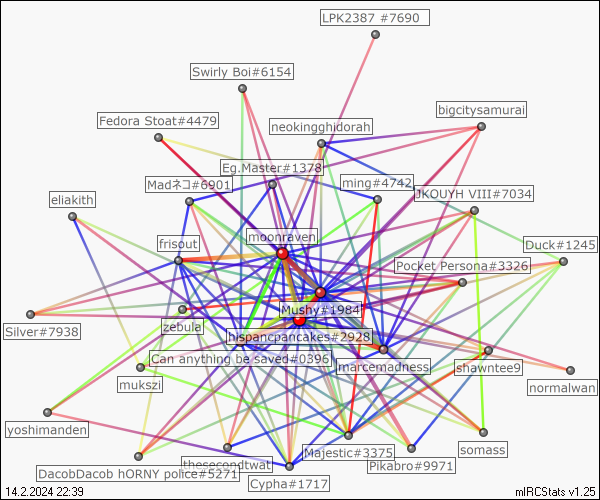 LPK2387 #7690
Swirly Boi#6154
bigcitysamurai
Fedora Stoat#4479
neokingghidorah
Eg.Master#1378
Madネコ#6901
ming#4742
JKOUYH VIII#7034
eliakith
moonraven
frisout
Duck#1245
Pocket Persona#3326
Mushy#1984
zebula
Silver#7938
hispancpancakes#2928
Can anything be saved#0396
marcemadness
shawntee9
mukszi
normalwan
yoshimanden
Majestic#3375
somass
thesecondtwat
Pikabro#9971
DacobDacob hORNY police#5271
Cypha#1717
14.2.2024 22:39
mIRCStats v1.25